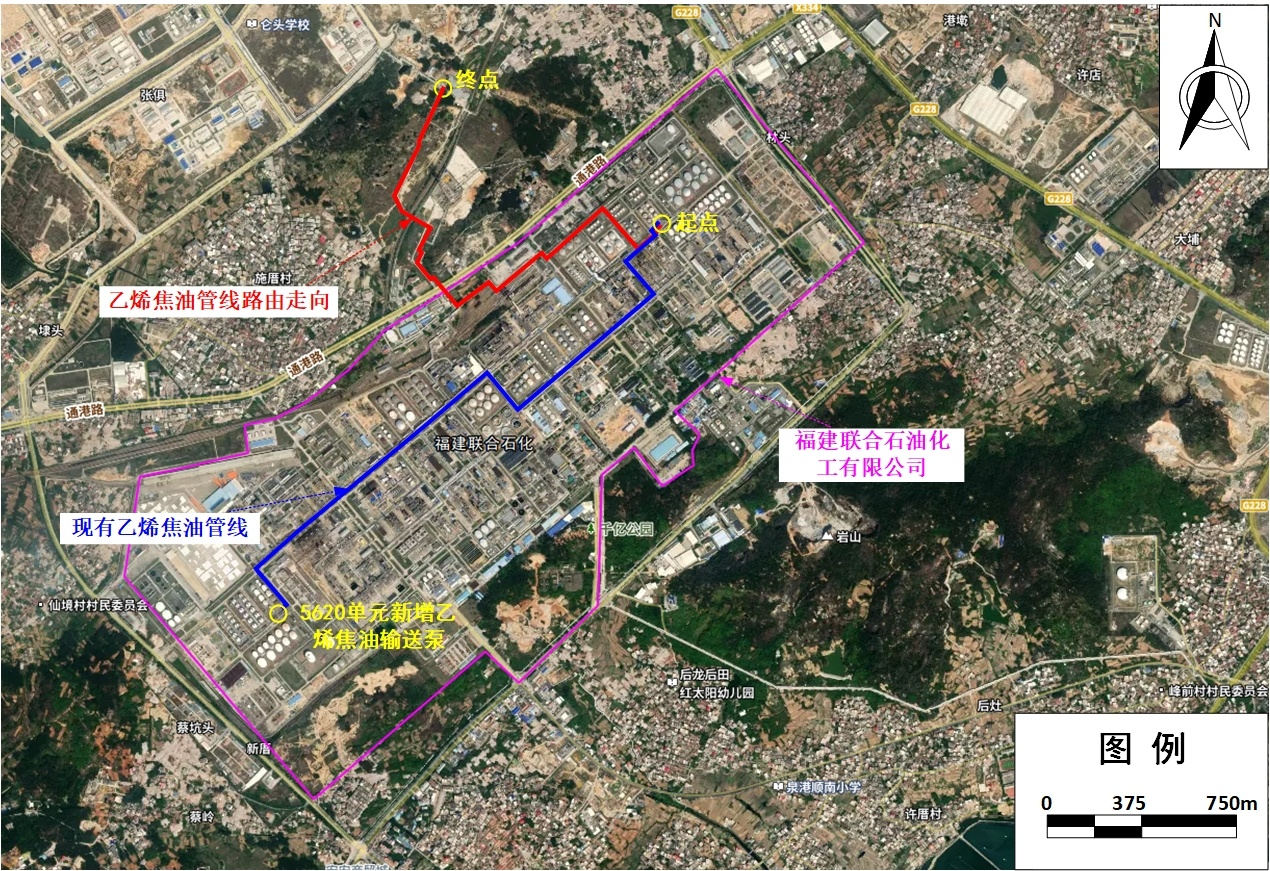 G228
X334
仑头学校
港墘
N
终点
许店
张俱
G228
林头
通港路
G228
起点
大埔
施厝村
乙烯焦油管线路由走向
埭头
通港路
通港路
福建联合石化
福建联合石油化
工有限公司
G228
现有乙烯焦油管线
千亿公园
岩山
仙境村村民委员会
5620单元新增乙
烯焦油输送泵
后龙后田
红太阳幼儿园
峰前村村民委员会
后灶
蔡坑头
新厝
图 例
泉港顺南小学
0 375 750m
蔡岭
许厝村